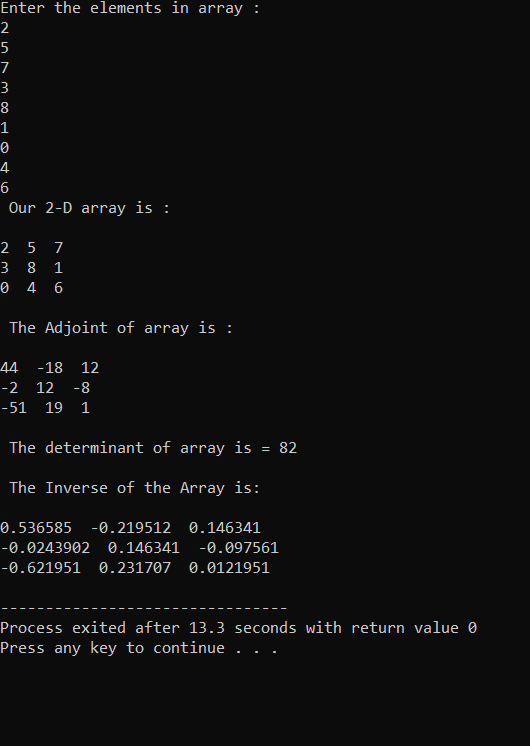 Enter the elements in array :
2
5
7
3
8
1
0
4
6
 Our 2-D array is :
2  5  7
3  8  1
0  4  6
 The Adjoint of array is :
44  -18  12
-2  12  -8
-51  19  1
 The determinant of array is = 82
 The Inverse of the Array is:
0.536585  -0.219512  0.146341
-0.0243902  0.146341  -0.097561
-0.621951  0.231707  0.0121951
--------------------------------
Process exited after 13.3 seconds with return value 0
Press any key to continue . . .